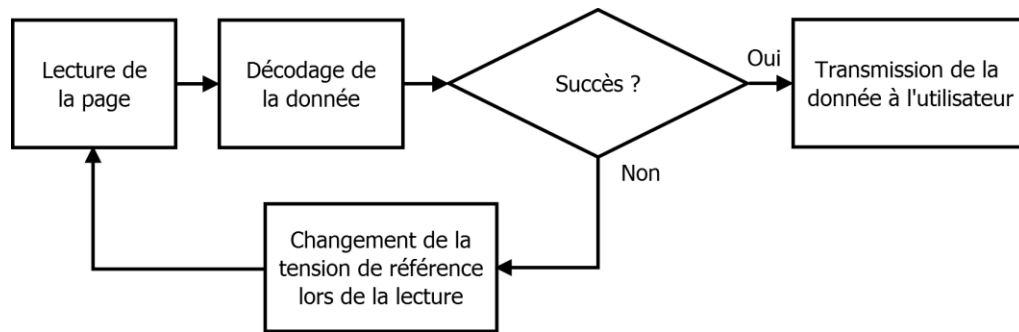 Lecture de
la page
Décodage de
la donnée
Succès ?
Oui
Transmission de la
donnée à l'utilisateur
Non
Changement de la
tension de référence
lors de la lecture